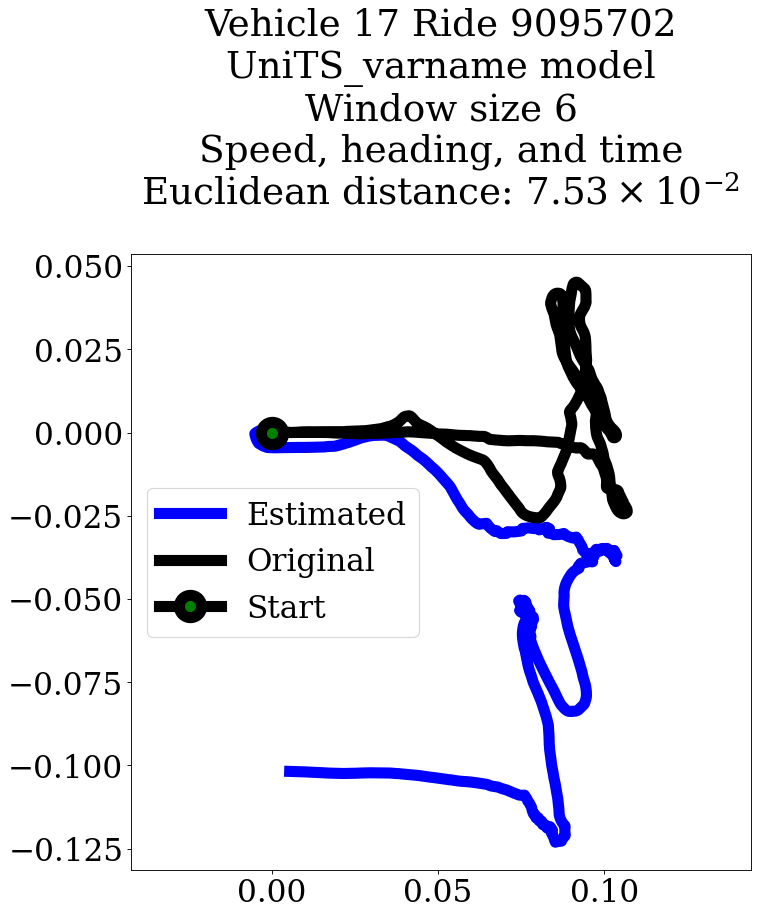 Vehicle 17 Ride 9095702
UniTS_varname model
Window size 6
Speed, heading, and time
Euclidean distance: 7.53 × 10⁻²
0.050
0.025
0.000
−0.025
−0.050
−0.075
−0.100
−0.125
Estimated
Original
Start
0.00 0.05 0.10